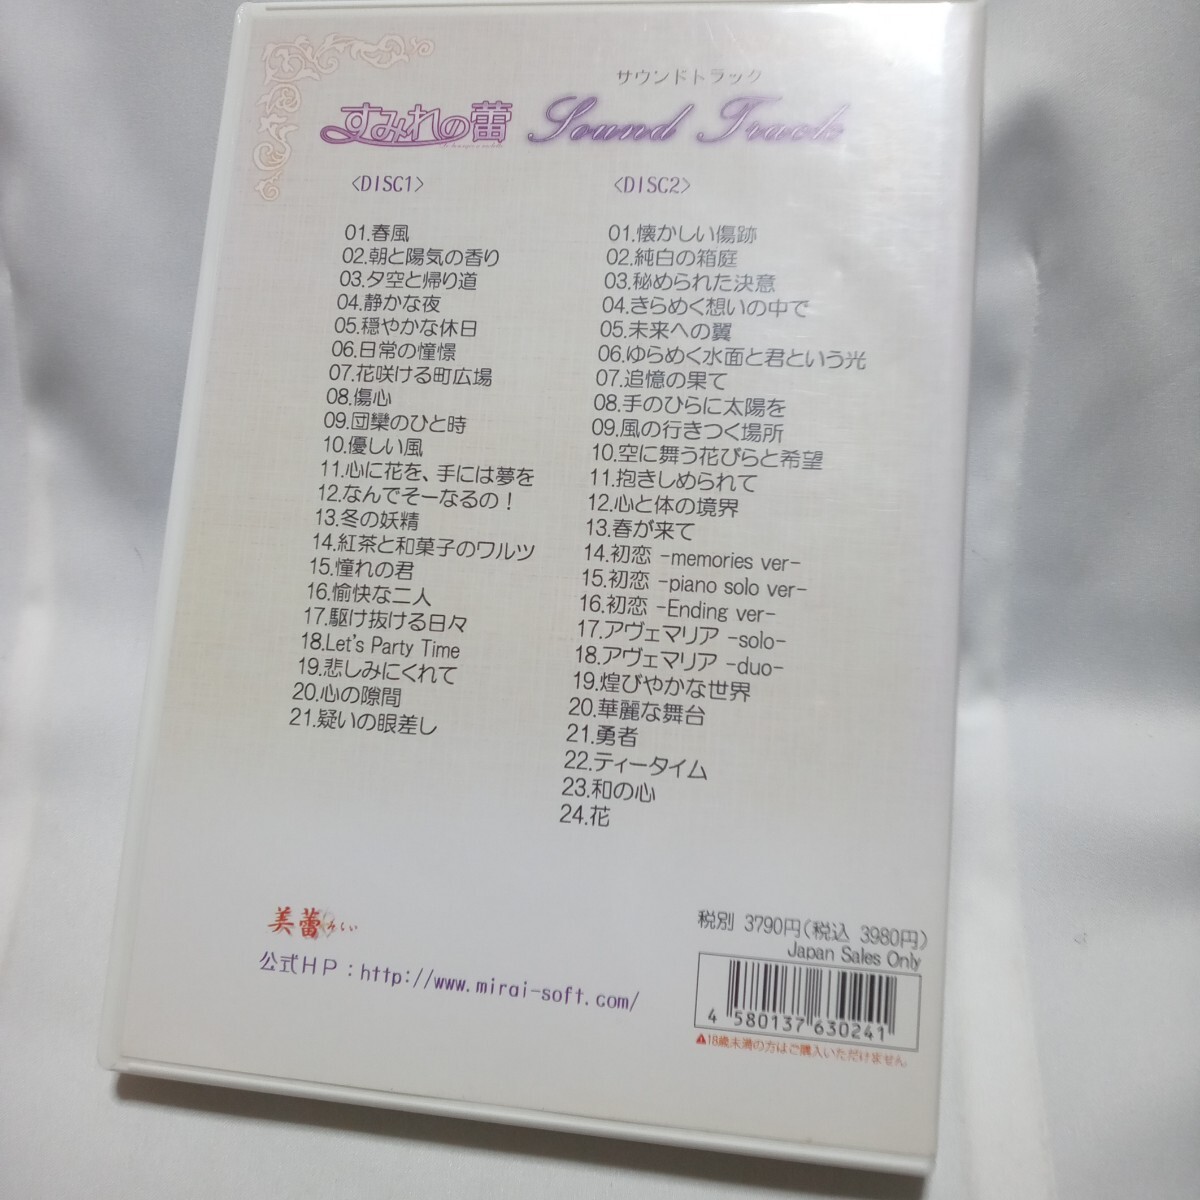 サウンドトラック
すみれの蕾 Sound Track
<DISC1>
01.春風
02.朝と陽気の香り
03.夕空と帰り道
04.静かな夜
05.穏やかな休日
06.日常の憧憬
07.花咲ける町広場
08.傷心
09.団欒のひと時
10.優しい風
11.心に花を、手には夢を
12.なんでそーなるの！
13.冬の妖精
14.紅茶と和菓子のワルツ
15.憧れの君
16.愉快な二人
17.駆け抜ける日々
18.Let's Party Time
19.悲しみにくれて
20.心の隙間
21.疑いの眼差し
<DISC2>
01.懐かしい傷跡
02.純白の箱庭
03.秘められた決意
04.きらめく想いの中で
05.未来への翼
06.ゆらめく水面と君という光
07.追憶の果て
08.手のひらに太陽を
09.風の行きつく場所
10.空に舞う花びらと希望
11.抱きしめられて
12.心と体の境界
13.春が来て
14.初恋 -memories ver-
15.初恋 -piano solo ver-
16.初恋 -Ending ver-
17.アヴェマリア -solo-
18.アヴェマリア -duo-
19.煌びやかな世界
20.華麗な舞台
21.勇者
22.ティータイム
23.和の心
24.花
美蕾
公式ＨＰ：http://www.mirai-soft.com/
税別 3790円(税込 3980円)
Japan Sales Only
4 580137 630241
▲18歳未満の方はご購入いただけません